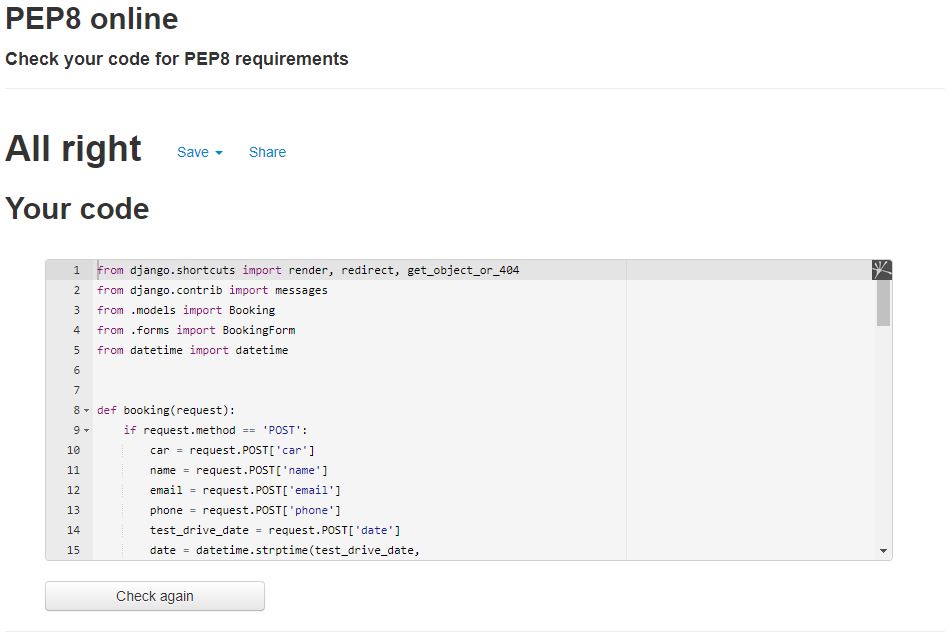 PEP8 online
Check your code for PEP8 requirements
All right Save Share
Your code
1 from django.shortcuts import render, redirect, get_object_or_404
2 from django.contrib import messages
3 from .models import Booking
4 from .forms import BookingForm
5 from datetime import datetime
6
7
8 def booking(request):
9     if request.method == 'POST':
10         car = request.POST['car']
11         name = request.POST['name']
12         email = request.POST['email']
13         phone = request.POST['phone']
14         test_drive_date = request.POST['date']
15         date = datetime.strptime(test_drive_date,
Check again